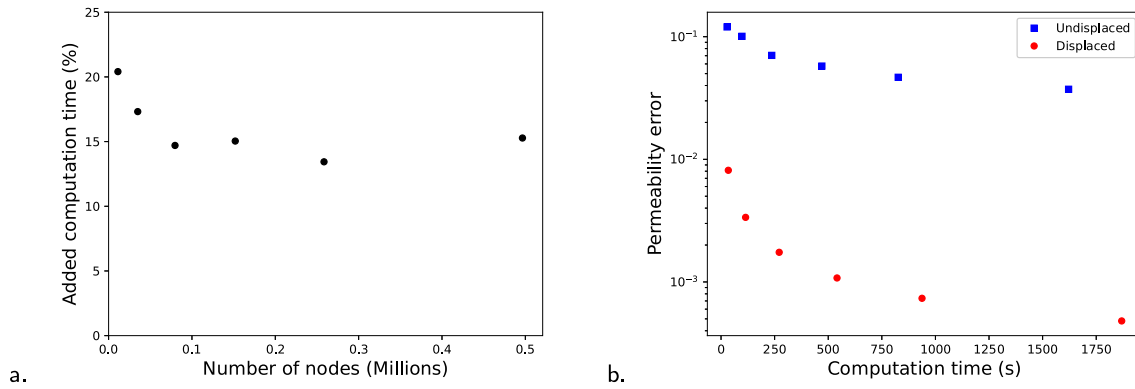 25
20
15
10
5
0
Added computation time (%)
0.0 0.1 0.2 0.3 0.4 0.5
Number of nodes (Millions)
a.
Undisplaced
Displaced
10⁻¹
10⁻²
10⁻³
Permeability error
0 250 500 750 1000 1250 1500 1750
Computation time (s)
b.